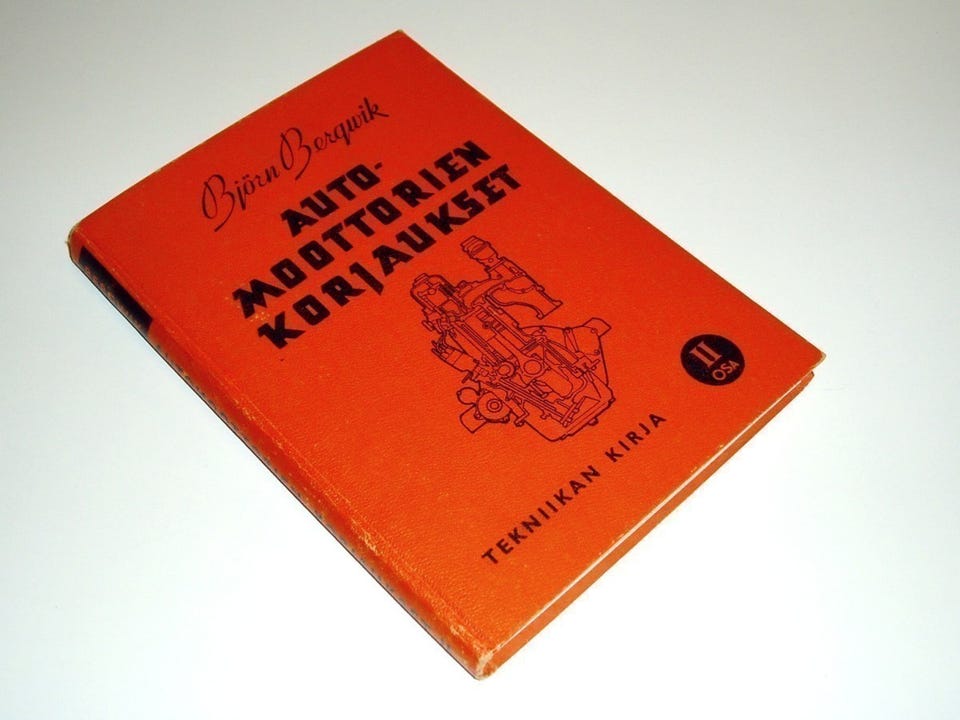 Björn Bergwik
AUTO-
MOOTTORIEN
KORJAUKSET
II
OSA
TEKNIIKAN KIRJA